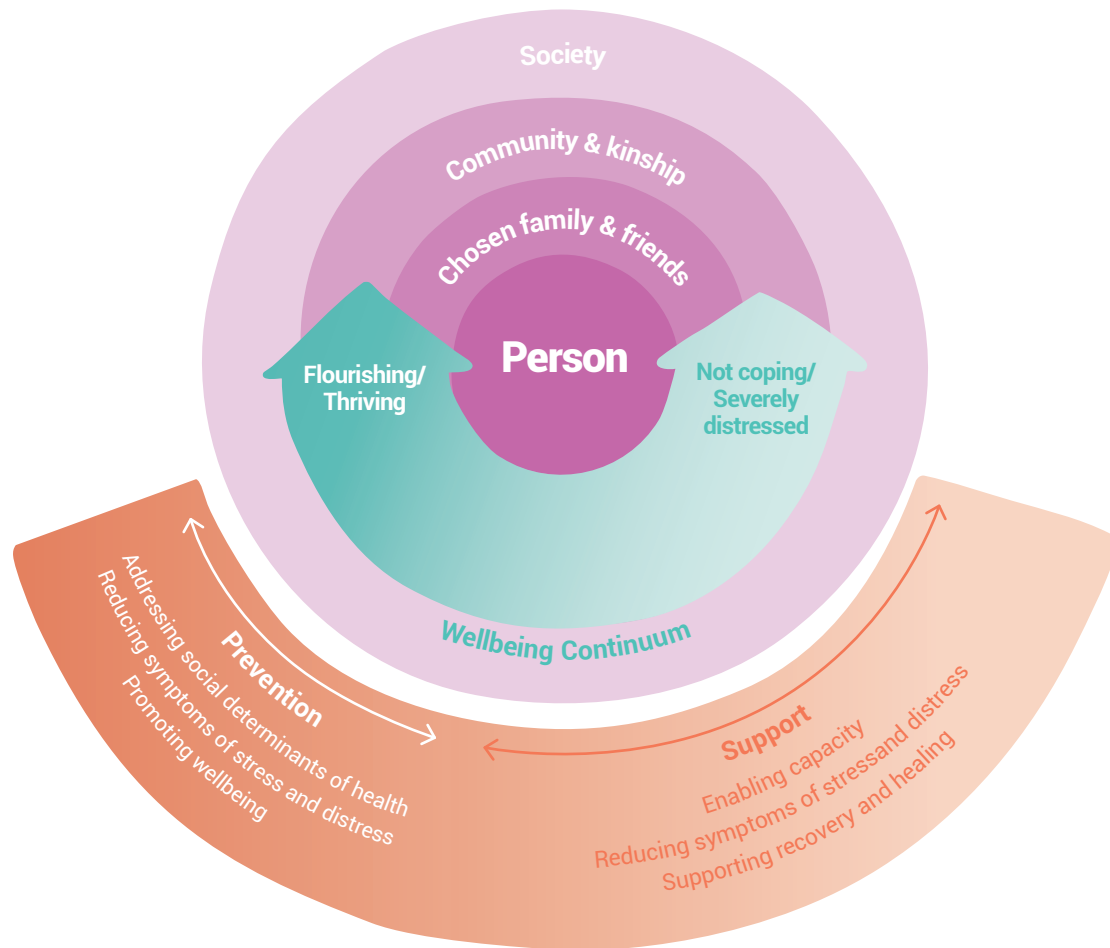 Society
Community & kinship
Chosen family & friends
Person
Flourishing/
Thriving
Not coping/
Severely
distressed
Wellbeing Continuum
Prevention
Addressing social determinants of health
Reducing symptoms of stress and distress
Promoting wellbeing
Support
Enabling capacity
Reducing symptoms of stressand distress
Supporting recovery and healing